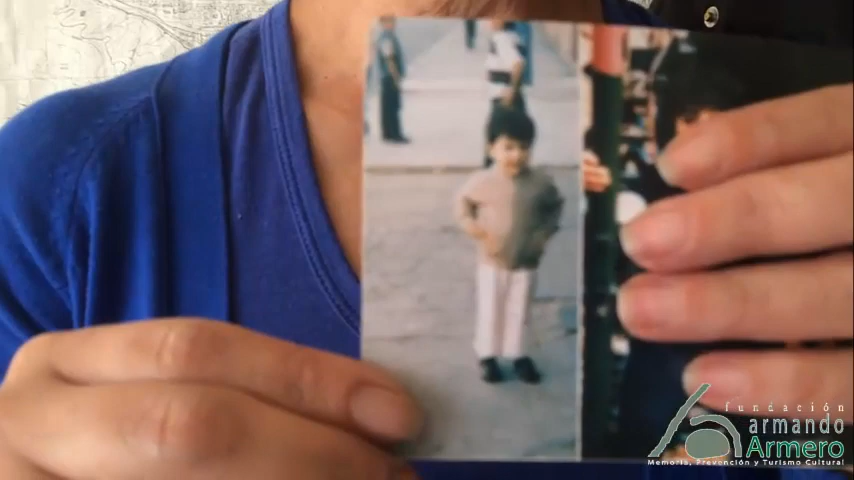 fundación
armando
Armero
Memoria, Prevención y Turismo Cultural